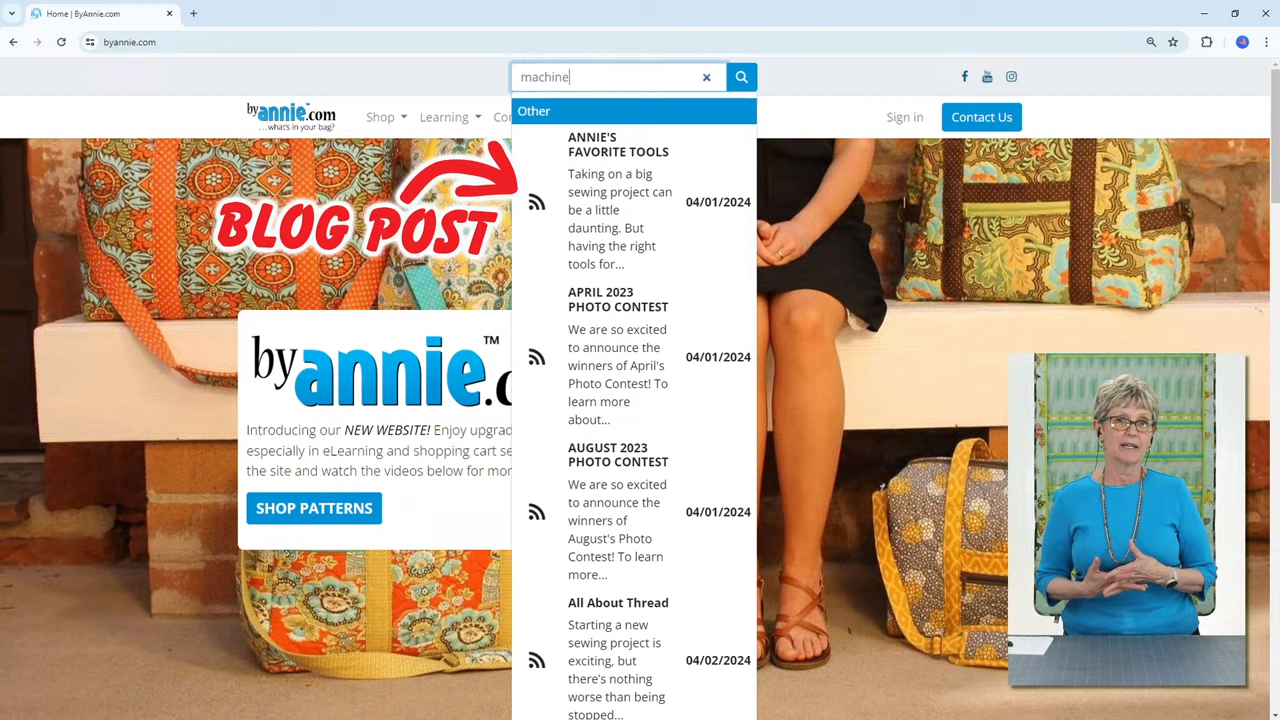 Home | ByAnnie.com
byannie.com
machine
byannie.com™
...what's in your bag?
Shop
Learning
Sign in
Contact Us
Other
ANNIE'S
FAVORITE TOOLS
Taking on a big
sewing project can
be a little
daunting. But
having the right
tools for...
04/01/2024
BLOG POST
APRIL 2023
PHOTO CONTEST
We are so excited
to announce the
winners of April's
Photo Contest! To
learn more
about...
04/01/2024
AUGUST 2023
PHOTO CONTEST
We are so excited
to announce the
winners of
August's Photo
Contest! To learn
more...
04/01/2024
All About Thread
Starting a new
sewing project is
exciting, but
there's nothing
worse than being
stopped...
04/02/2024
byannie.c™
Introducing our NEW WEBSITE! Enjoy upgrad
especially in eLearning and shopping cart se
the site and watch the videos below for mor
SHOP PATTERNS